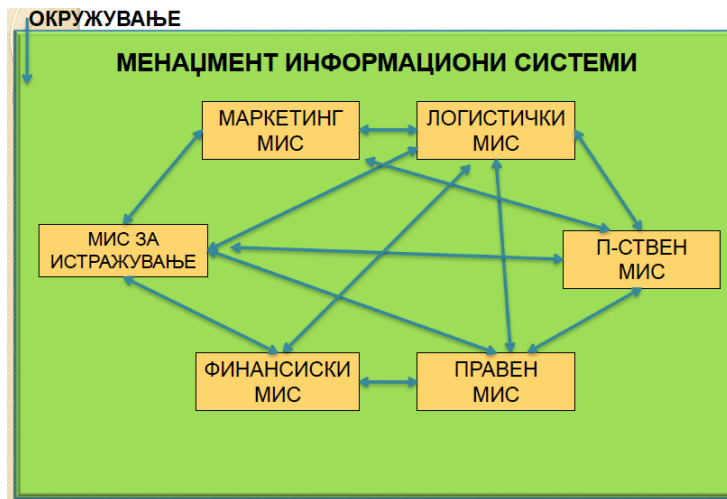 ОКРУЖУВАЊЕ
МЕНАЏМЕНТ ИНФОРМАЦИОНИ СИСТЕМИ
МАРКЕТИНГ
МИС
ЛОГИСТИЧКИ
МИС
МИС ЗА
ИСТРАЖУВАЊЕ
П-СТВЕН
МИС
ФИНАНСИСКИ
МИС
ПРАВЕН
МИС